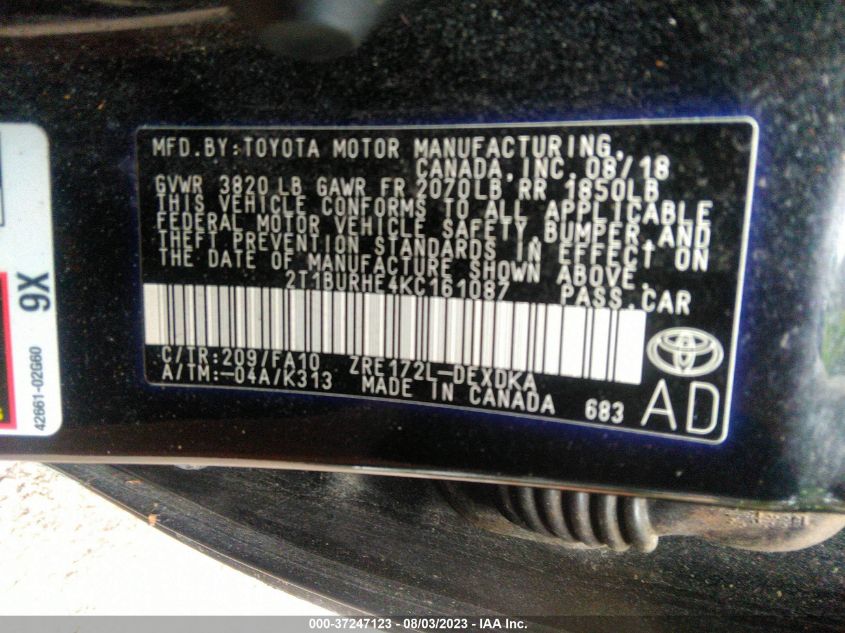 MFD.BY:TOYOTA MOTOR MANUFACTURING,
CANADA,INC. 08/18
GVWR 3820 LB GAWR FR 2070LB RR 1850LB
THIS VEHICLE CONFORMS TO ALL APPLICABLE
FEDERAL MOTOR VEHICLE SAFETY, BUMPER, AND
THEFT PREVENTION STANDARDS IN EFFECT ON
THE DATE OF MANUFACTURE SHOWN ABOVE.
2T1BURHE4KC161087 PASS.CAR
C/TR:209/FA10 ZRE172L-DEXDKA
A/TM:-04A/K313 MADE IN CANADA 683 AD
9X
42661-02G60
000-37247123 - 08/03/2023 - IAA Inc.